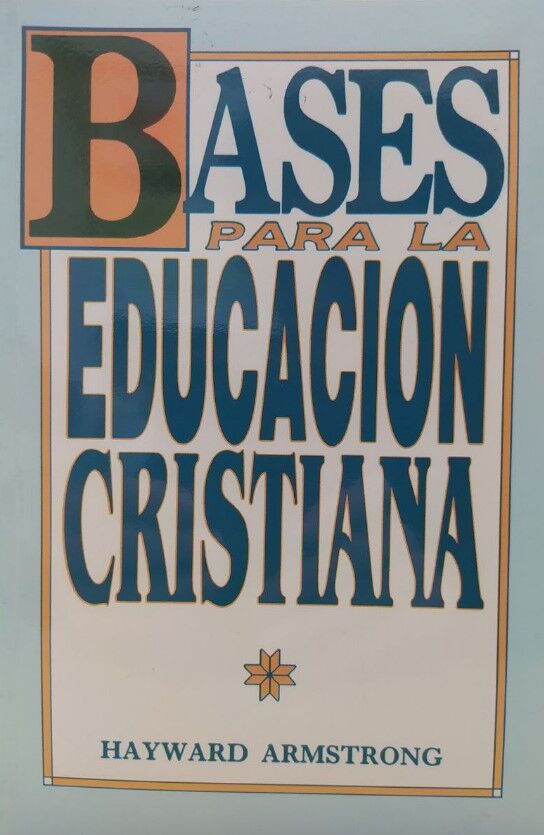 BASES
PARA LA
EDUCACION
CRISTIANA
HAYWARD ARMSTRONG